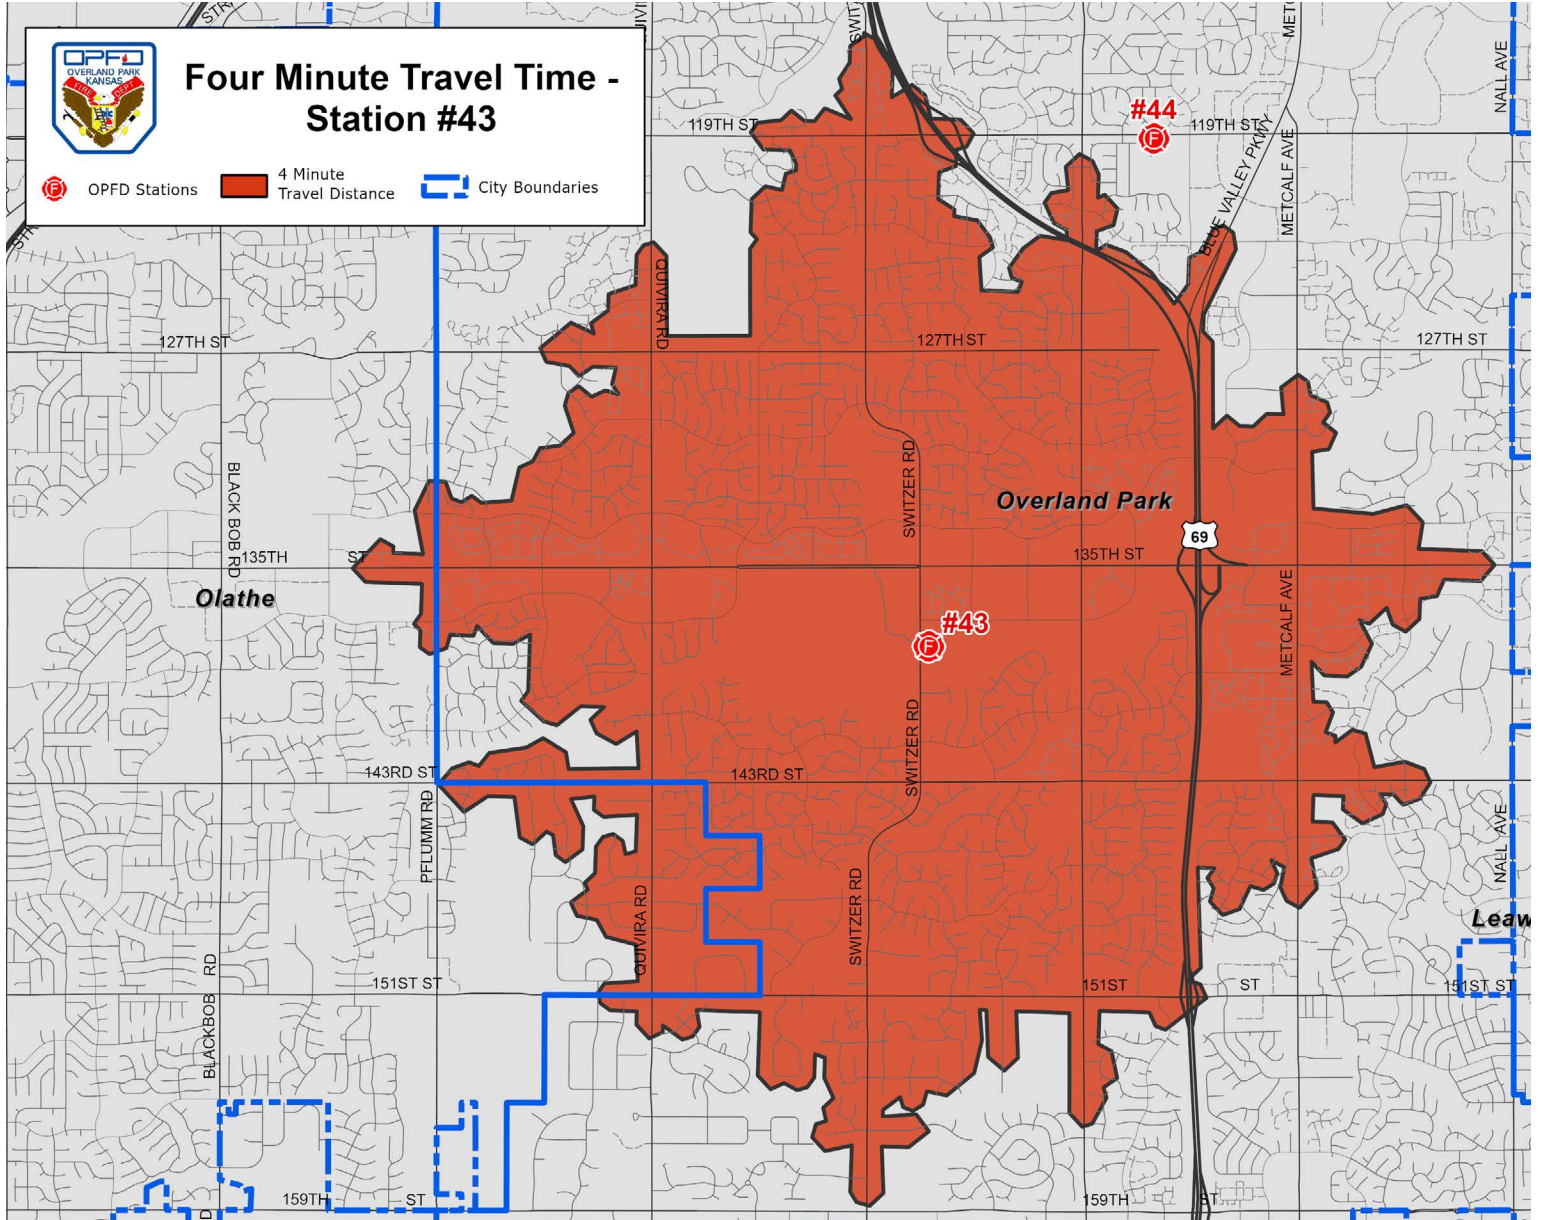 OPFD
OVERLAND PARK
KANSAS
FIRE DEPT
Four Minute Travel Time -
Station #43
F OPFD Stations
4 Minute
Travel Distance
City Boundaries
119TH ST
#44
F
119TH ST
NALL AVE
BLUE VALLEY PKWY
METCALF AVE
QUIVIRA RD
127TH ST
127TH ST
127TH ST
BLACK BOB RD
SWITZER RD
Overland Park
69
135TH ST
135TH ST
Olathe
METCALF AVE
#43
F
SWITZER RD
143RD ST
143RD ST
PFLUMM RD
NALL AVE
QUIVIRA RD
SWITZER RD
Leaw
BLACKBOB RD
151ST ST
151ST ST
151ST ST
159TH ST
159TH ST